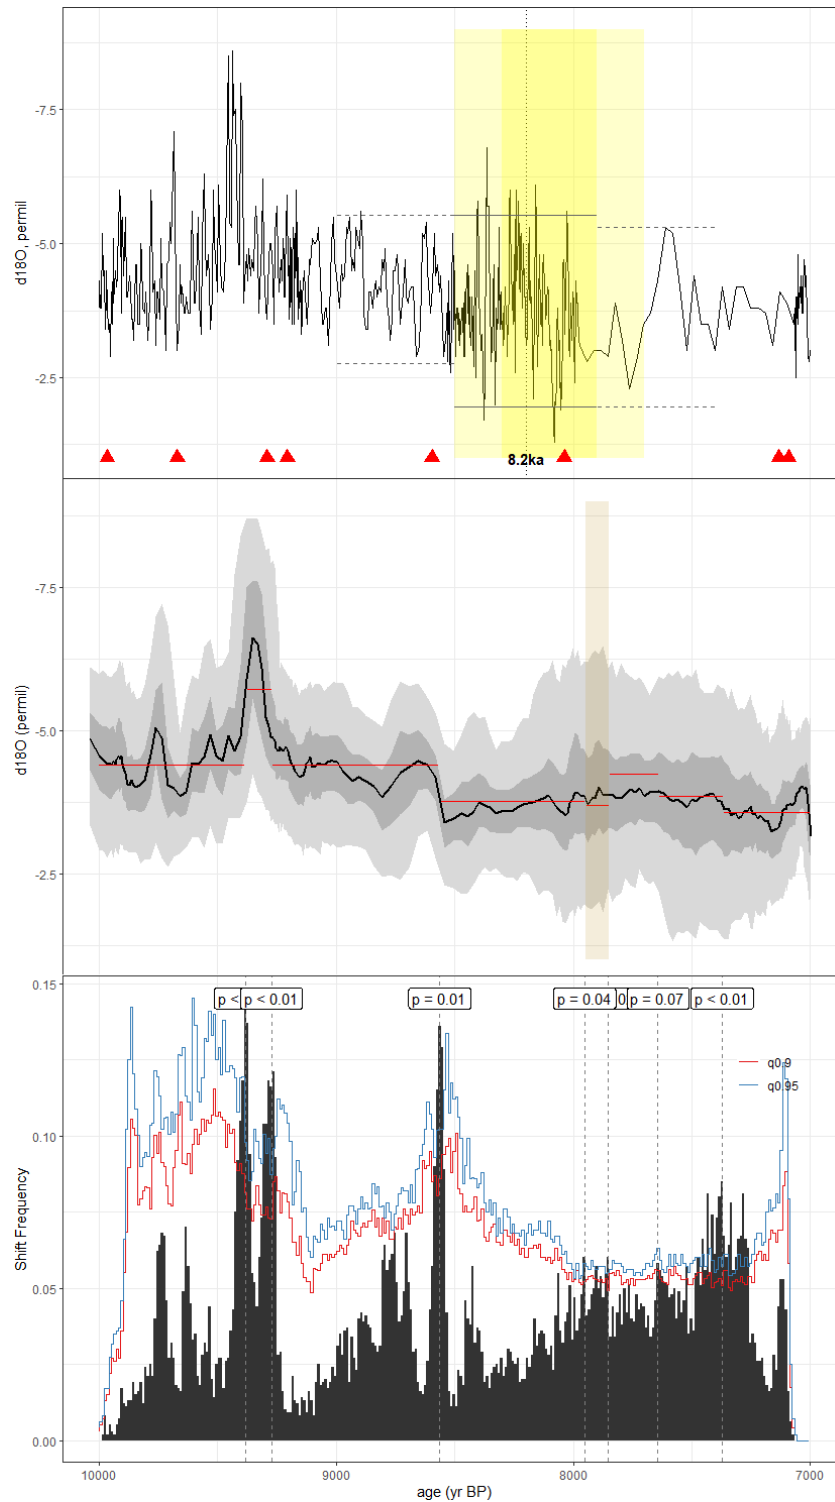 -7.5
-5.0
-2.5
d18O, permil
8.2ka
-7.5
-5.0
-2.5
d18O (permil)
0.15
0.10
0.05
0.00
Shift Frequency
p <
p < 0.01
p = 0.01
p = 0.04
0
p = 0.07
p < 0.01
q0.9
q0.95
10000
9000
8000
7000
age (yr BP)